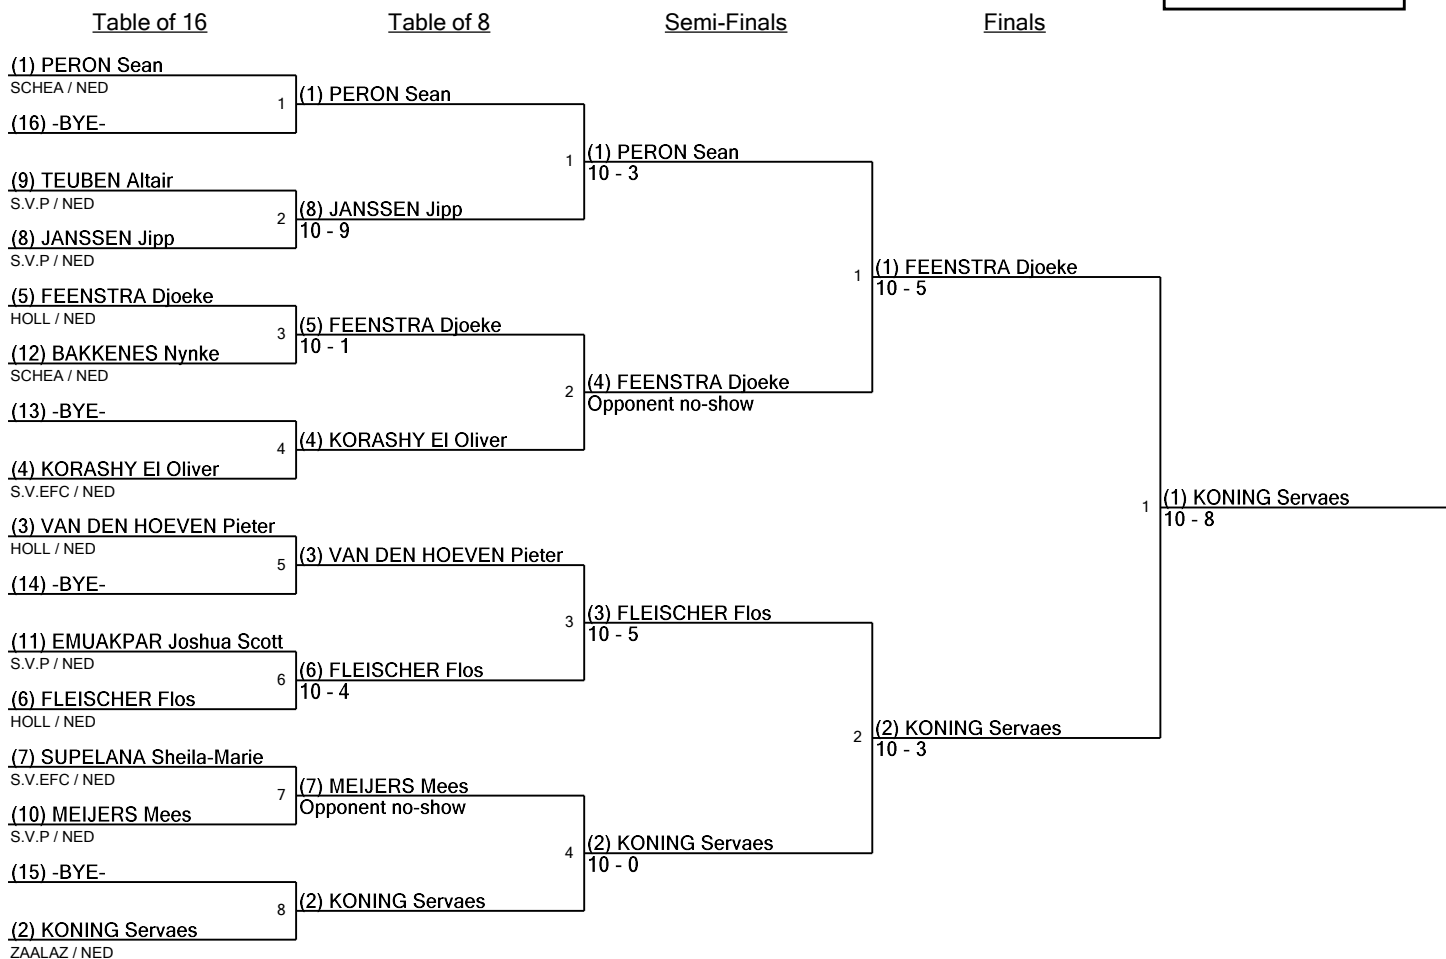 Table of 16
Table of 8
Semi-Finals
Finals
(1) PERON Sean
SCHEA / NED
1
(16) -BYE-
(9) TEUBEN Altair
S.V.P / NED
2
(8) JANSSEN Jipp
S.V.P / NED
(5) FEENSTRA Djoeke
HOLL / NED
3
(12) BAKKENES Nynke
SCHEA / NED
(13) -BYE-
4
(4) KORASHY El Oliver
S.V.EFC / NED
(3) VAN DEN HOEVEN Pieter
HOLL / NED
5
(14) -BYE-
(11) EMUAKPAR Joshua Scott
S.V.P / NED
6
(6) FLEISCHER Flos
HOLL / NED
(7) SUPELANA Sheila-Marie
S.V.EFC / NED
7
(10) MEIJERS Mees
S.V.P / NED
(15) -BYE-
8
(2) KONING Servaes
ZAALAZ / NED
(1) PERON Sean
1
(8) JANSSEN Jipp
10 - 9
(5) FEENSTRA Djoeke
10 - 1
2
(4) KORASHY El Oliver
(3) VAN DEN HOEVEN Pieter
3
(6) FLEISCHER Flos
10 - 4
(7) MEIJERS Mees
Opponent no-show
4
(2) KONING Servaes
(1) PERON Sean
10 - 3
1
(4) FEENSTRA Djoeke
Opponent no-show
(3) FLEISCHER Flos
10 - 5
2
(2) KONING Servaes
10 - 0
(1) FEENSTRA Djoeke
10 - 5
1
(2) KONING Servaes
10 - 3
(1) KONING Servaes
10 - 8